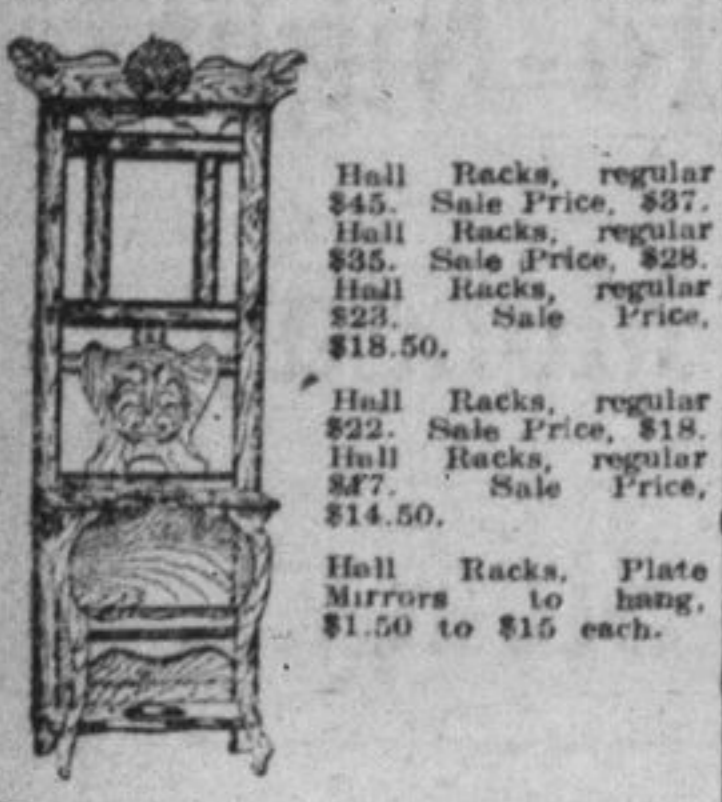 Hall Racks, regular
$45. Sale Price, $37.
Hall Racks, regular
$35. Sale Price, $28.
Hall Racks, regular
$23. Sale Price,
$18.50.
Hall Racks, regular
$22. Sale Price, $18.
Hall Racks, regular
$17. Sale Price,
$14.50.
Hall Racks, Plate
Mirrors to hang,
$1.50 to $15 each.